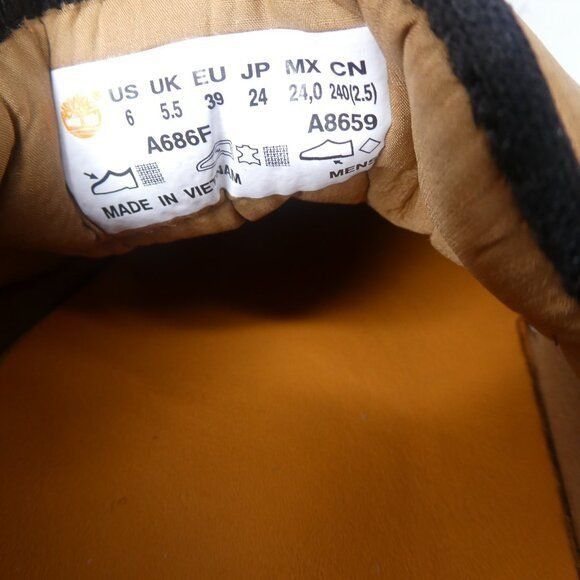 US UK EU JP MX CN
6 5.5 39 24 24,0 240(2.5)
A686F A8659
MADE IN VIETNAM MENS